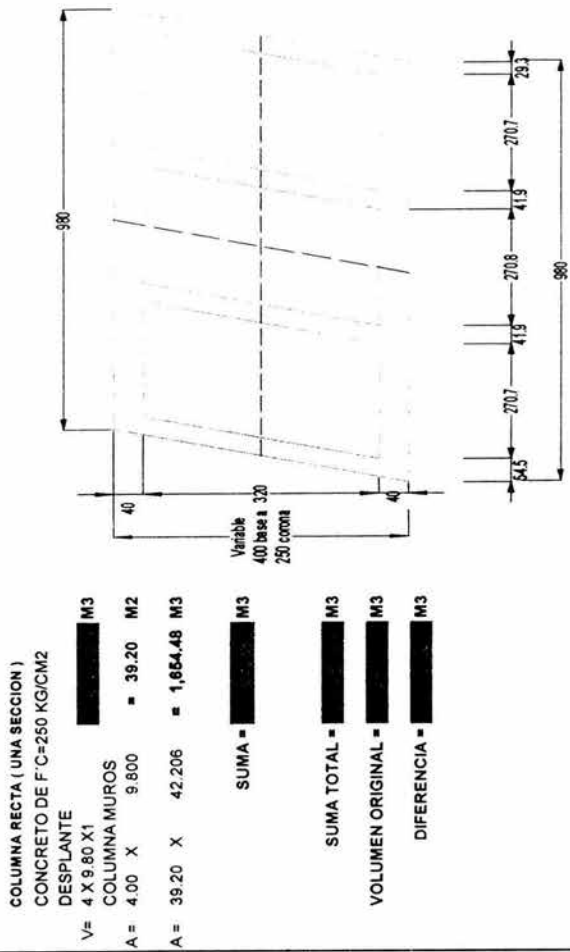 COLUMNA RECTA ( UNA SECCION )
CONCRETO DE F'C=250 KG/CM2
DESPLANTE
V= 4 X 9.80 X1 M3
COLUMNA MUROS
A = 4.00 X 9.800 = 39.20 M2
A = 39.20 X 42.206 = 1,654.48 M3
SUMA = M3
SUMA TOTAL = M3
VOLUMEN ORIGINAL = M3
DIFERENCIA = M3
980
40
320
40
Variable
400 base a
250 corona
54.5
270.7
41.9
270.8
41.9
270.7
29.3
980